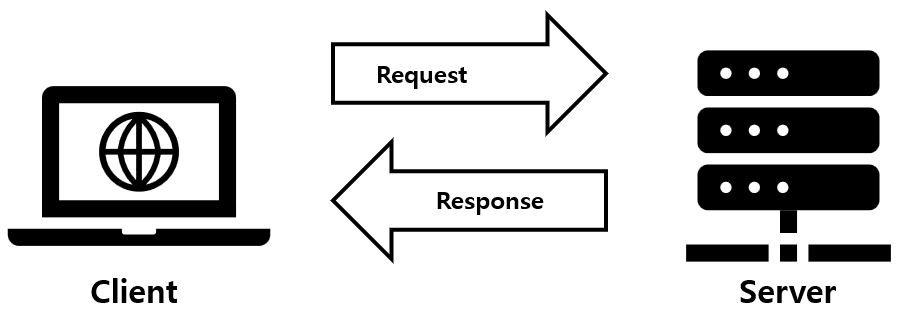 Request
Response
Client
Server